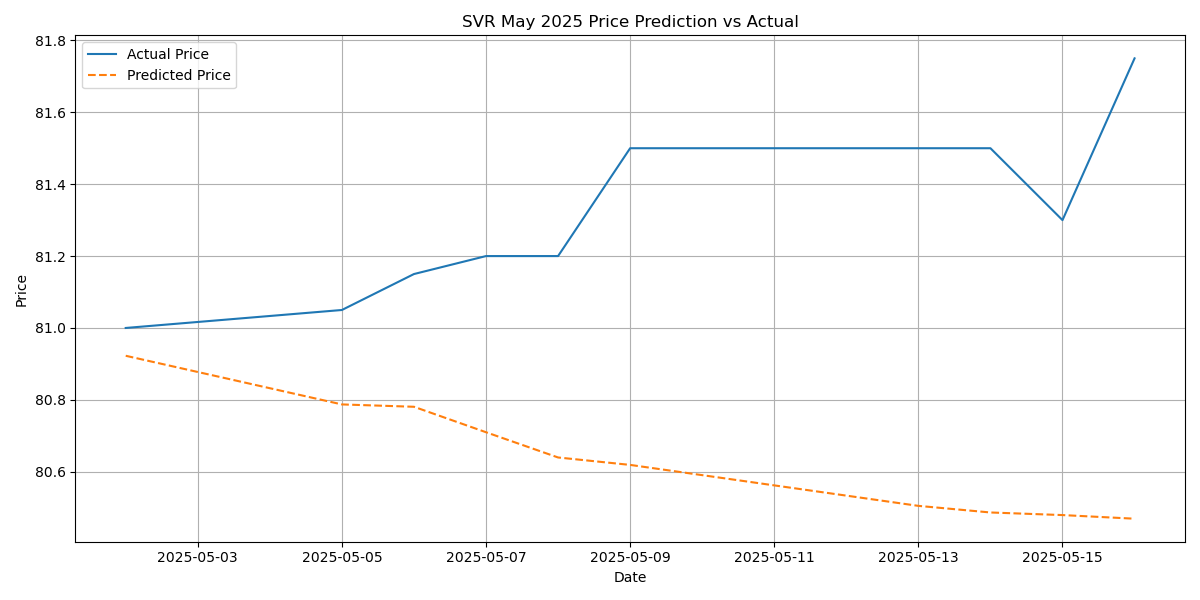 SVR May 2025 Price Prediction vs Actual
Actual Price
Predicted Price
Price
81.8
81.6
81.4
81.2
81.0
80.8
80.6
2025-05-03
2025-05-05
2025-05-07
2025-05-09
2025-05-11
2025-05-13
2025-05-15
Date